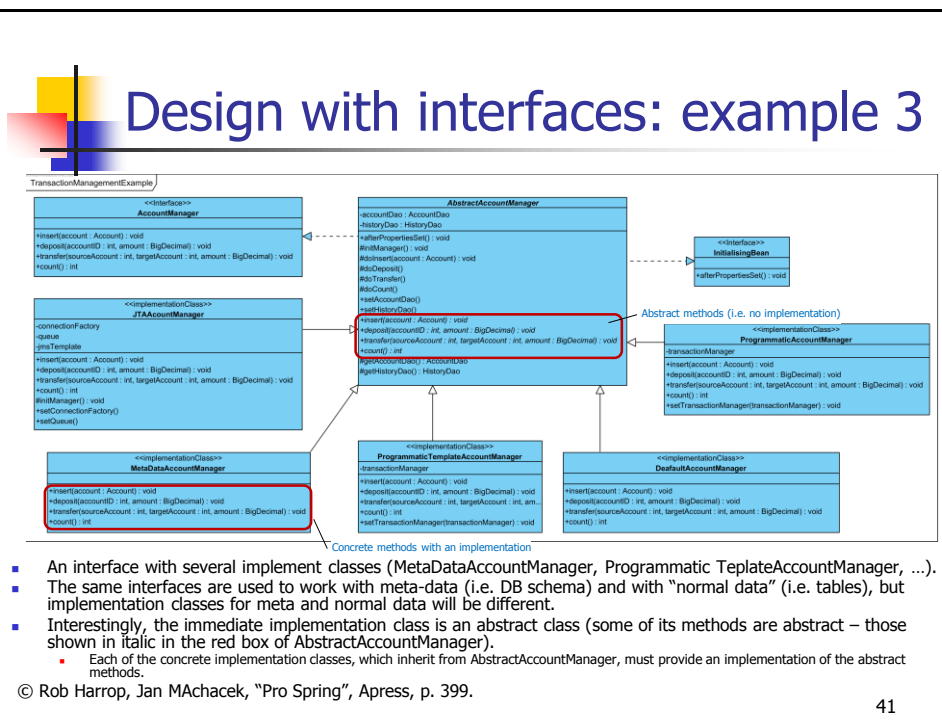 Design with interfaces: example 3
TransactionManagementExample
<<Interface>>
AccountManager
+insert(account : Account) : void
+deposit(accountID : int, amount : BigDecimal) : void
+transfer(sourceAccount : int, targetAccount : int, amount : BigDecimal) : void
+count() : int
AbstractAccountManager
-accountDao : AccountDao
-historyDao : HistoryDao
+afterPropertiesSet() : void
#initManager() : void
#doInsert(account : Account) : void
#doDeposit()
#doTransfer()
#doCount()
+setAccountDao()
+setHistoryDao()
+insert(account : Account) : void
+deposit(accountID : int, amount : BigDecimal) : void
+transfer(sourceAccount : int, targetAccount : int, amount : BigDecimal) : void
+count() : int
#getAccountDao() : AccountDao
#getHistoryDao() : HistoryDao
<<Interface>>
InitialisingBean
+afterPropertiesSet() : void
Abstract methods (i.e. no implementation)
<<implementationClass>>
JTAAcountManager
-connectionFactory
-queue
-jmsTemplate
+insert(account : Account) : void
+deposit(accountID : int, amount : BigDecimal) : void
+transfer(sourceAccount : int, targetAccount : int, amount : BigDecimal) : void
+count() : int
#initManager() : void
+setConnectionFactory()
+setQueue()
<<implementationClass>>
ProgrammaticAccountManager
-transactionManager
+insert(account : Account) : void
+deposit(accountID : int, amount : BigDecimal) : void
+transfer(sourceAccount : int, targetAccount : int, amount : BigDecimal) : void
+count() : int
+setTransactionManager(transactionManager) : void
<<implementationClass>>
MetaDataAccountManager
+insert(account : Account) : void
+deposit(accountID : int, amount : BigDecimal) : void
+transfer(sourceAccount : int, targetAccount : int, amount : BigDecimal) : void
+count() : int
<<implementationClass>>
ProgrammaticTemplateAccountManager
-transactionManager
+insert(account : Account) : void
+deposit(accountID : int, amount : BigDecimal) : void
+transfer(sourceAccount : int, targetAccount : int, am...
+count() : int
+setTransactionManager(transactionManager) : void
<<implementationClass>>
DeafaultAccountManager
+insert(account : Account) : void
+deposit(accountID : int, amount : BigDecimal) : void
+transfer(sourceAccount : int, targetAccount : int, amount : BigDecimal) : void
+count() : int
Concrete methods with an implementation
An interface with several implement classes (MetaDataAccountManager, Programmatic TeplateAccountManager, …).
The same interfaces are used to work with meta-data (i.e. DB schema) and with “normal data” (i.e. tables), but
implementation classes for meta and normal data will be different.
Interestingly, the immediate implementation class is an abstract class (some of its methods are abstract – those
shown in italic in the red box of AbstractAccountManager).
Each of the concrete implementation classes, which inherit from AbstractAccountManager, must provide an implementation of the abstract
methods.
© Rob Harrop, Jan MAchacek, “Pro Spring”, Apress, p. 399.
41